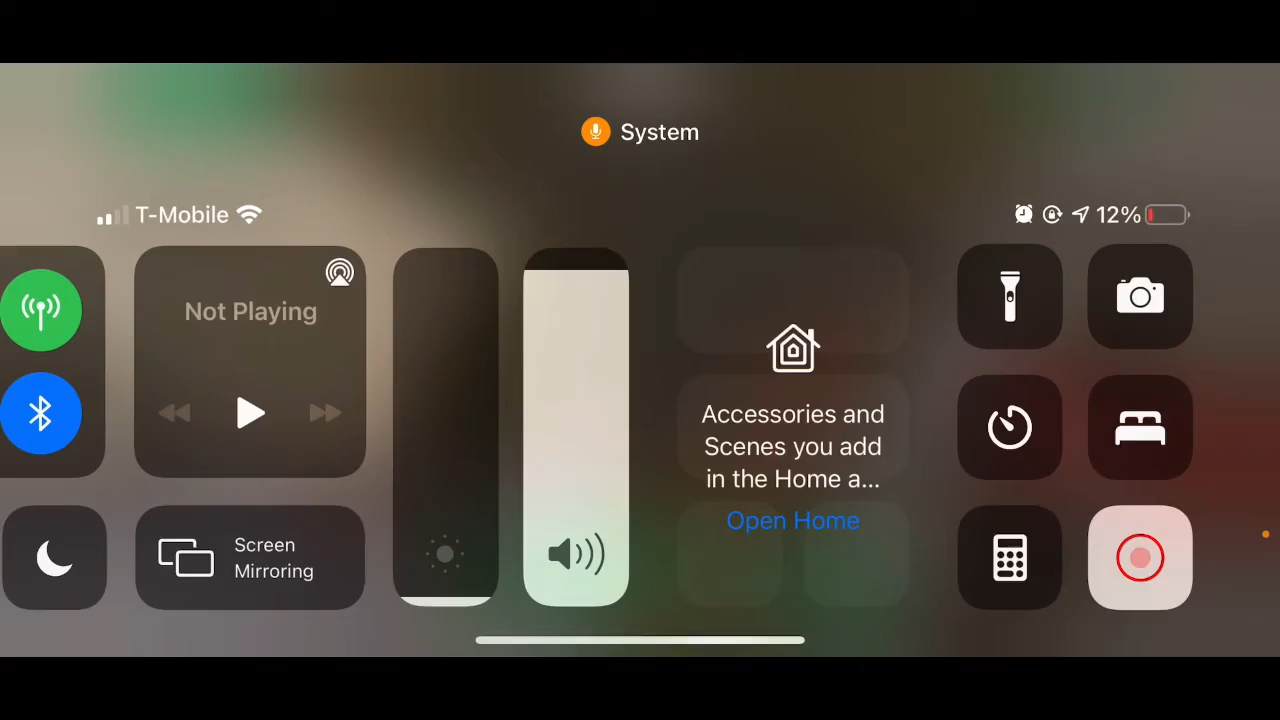 System
T-Mobile
12%
Not Playing
Accessories and
Scenes you add
in the Home a...
Open Home
Screen
Mirroring